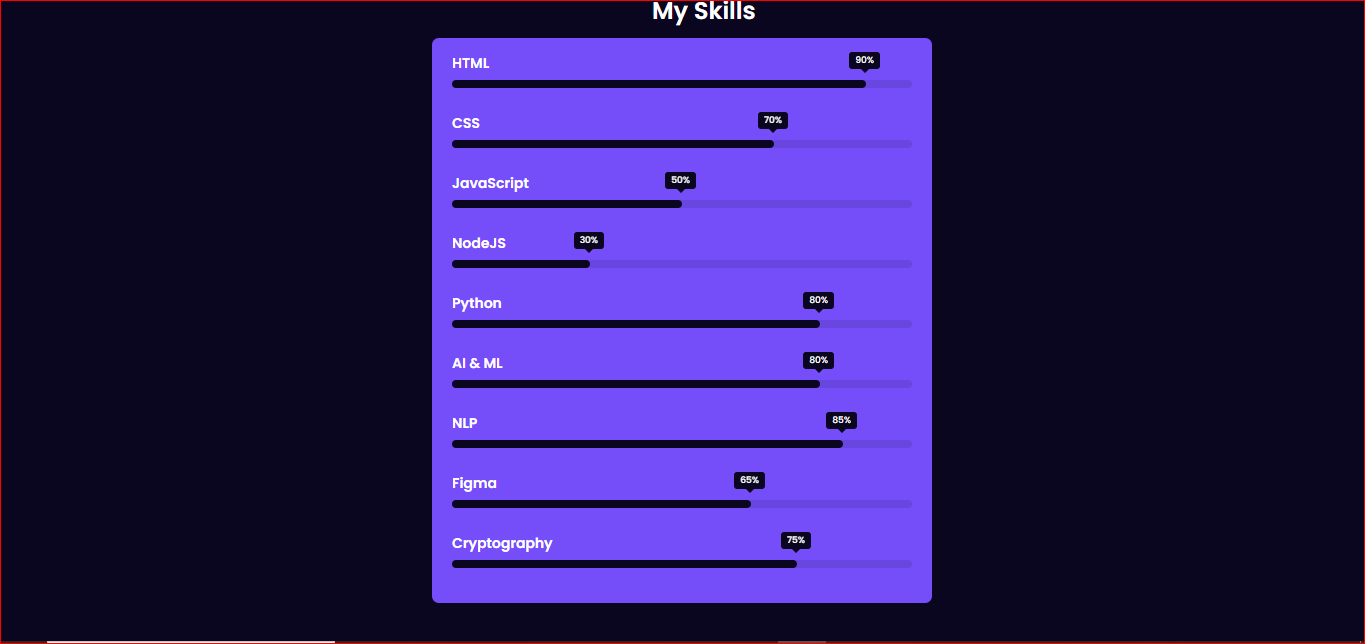 My Skills
HTML
90%
CSS
70%
JavaScript
50%
NodeJS
30%
Python
80%
AI & ML
80%
NLP
85%
Figma
65%
Cryptography
75%